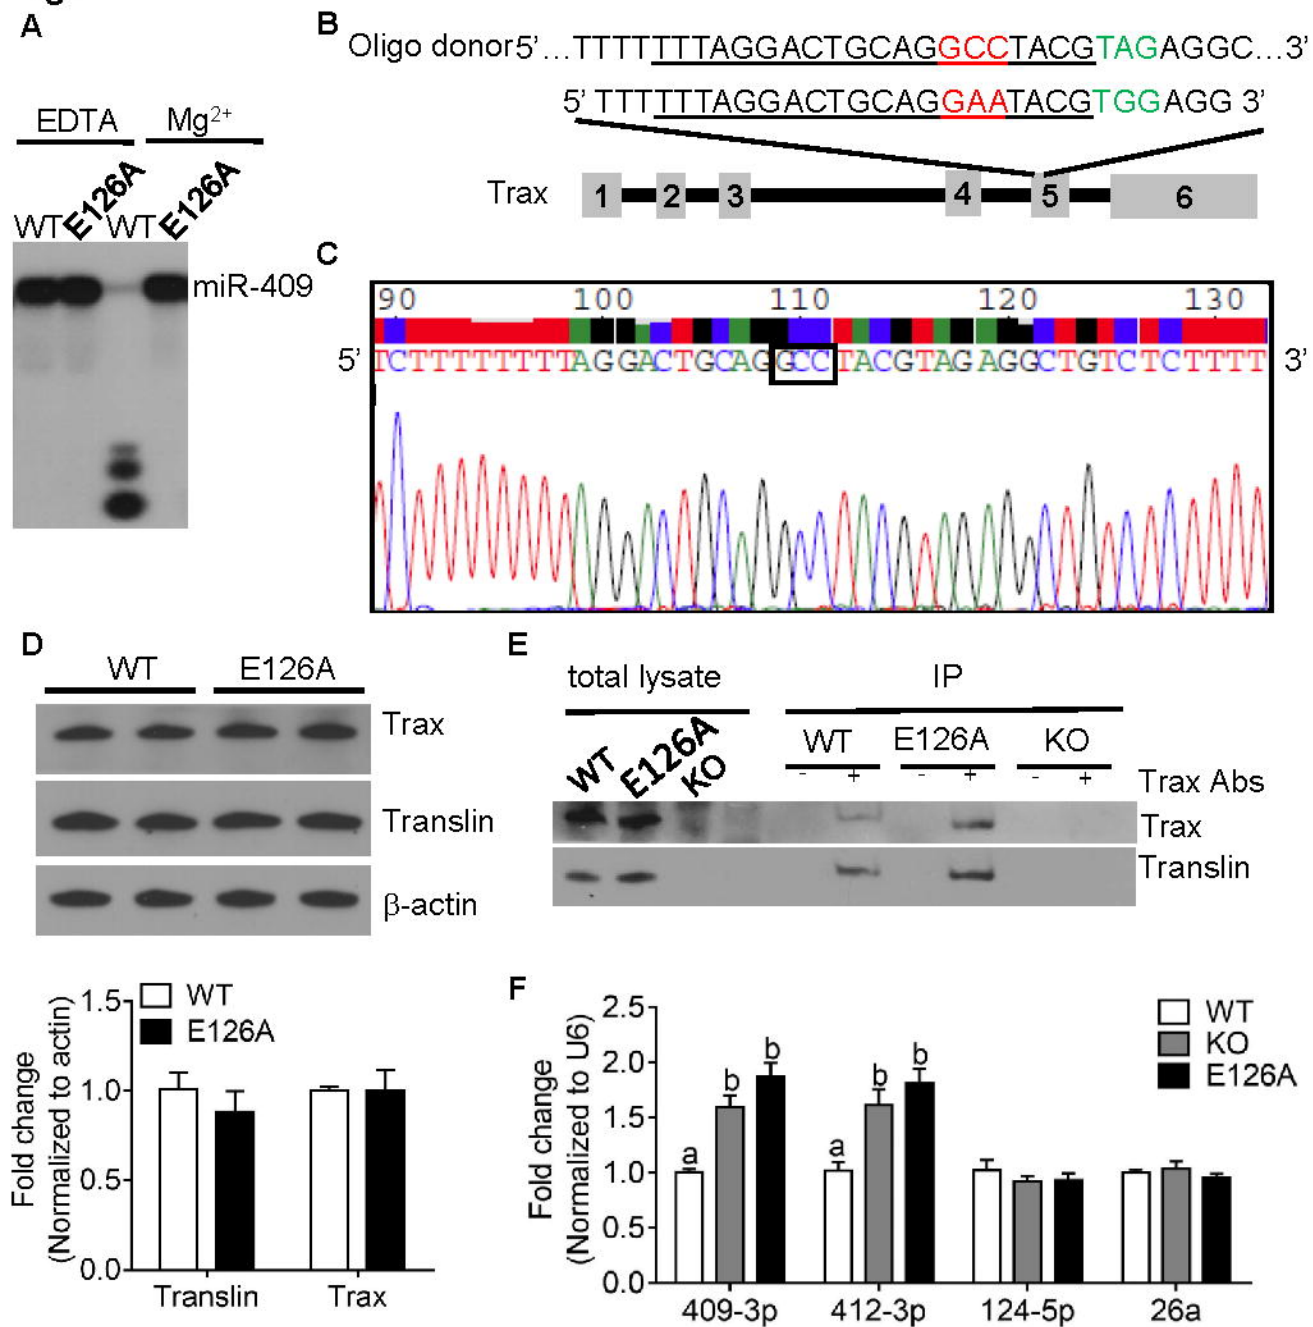 A
EDTA
Mg2+
WT
E126A
WT
E126A
miR-409
B
Oligo donor5’…TTTTTTTAGGACTGCAGGCCTACGTAGAGGC…3’
5’ TTTTTTTAGGACTGCAGGAATACGTGGAGG 3’
Trax
1
2
3
4
5
6
C
90
100
110
120
130
5’
TCTTTTTTTTAGGACTGCAGGCCTACGTAGAGGCTGTCTCTTTT
3’
D
WT
E126A
Trax
Translin
β-actin
Fold change
(Normalized to actin)
1.5
1.0
0.5
0.0
WT
E126A
Translin
Trax
E
total lysate
IP
WT
E126A
KO
WT
E126A
KO
- + - + - +
Trax Abs
Trax
Translin
F
Fold change
(Normalized to U6)
2.5
2.0
1.5
1.0
0.5
0.0
WT
KO
E126A
a
b
b
a
b
b
409-3p
412-3p
124-5p
26a